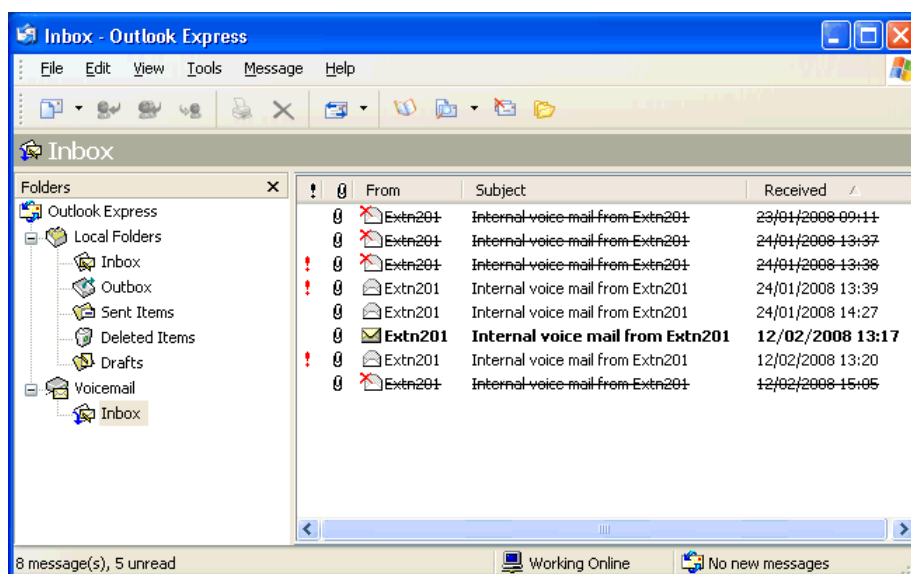 Inbox - Outlook Express
File Edit View Tools Message Help
Inbox
Folders
! From Subject Received
Outlook Express
Local Folders
Inbox
Outbox
Sent Items
Deleted Items
Drafts
Voicemail
Inbox
Extn201 Internal voice mail from Extn201 23/01/2008 09:11
Extn201 Internal voice mail from Extn201 24/01/2008 13:37
! Extn201 Internal voice mail from Extn201 24/01/2008 13:38
! Extn201 Internal voice mail from Extn201 24/01/2008 13:39
Extn201 Internal voice mail from Extn201 24/01/2008 14:27
Extn201 Internal voice mail from Extn201 12/02/2008 13:17
! Extn201 Internal voice mail from Extn201 12/02/2008 13:20
Extn201 Internal voice mail from Extn201 12/02/2008 15:05
8 message(s), 5 unread Working Online No new messages